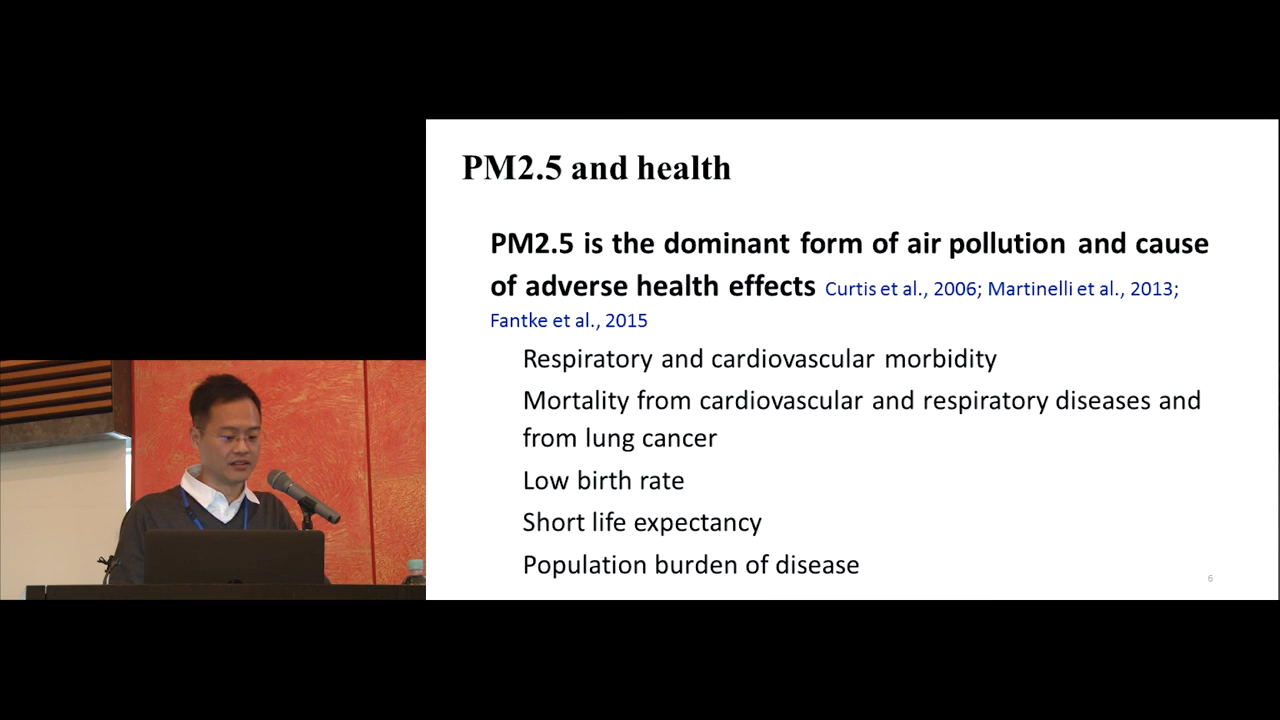 PM2.5 and health
PM2.5 is the dominant form of air pollution and cause
of adverse health effects Curtis et al., 2006; Martinelli et al., 2013;
Fantke et al., 2015
Respiratory and cardiovascular morbidity
Mortality from cardiovascular and respiratory diseases and
from lung cancer
Low birth rate
Short life expectancy
Population burden of disease
6